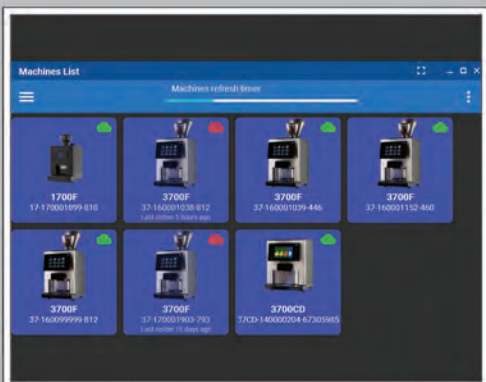 Machines List
Machines refresh timer
1700F
17-170001899-810
3700F
37-160001038-812
Last online 5 hours ago
3700F
37-160001039-446
3700F
37-160001152-460
3700F
37-160099999-812
3700F
37-170001903-793
Last online 15 days ago
3700CD
37CD-140000204-67305985